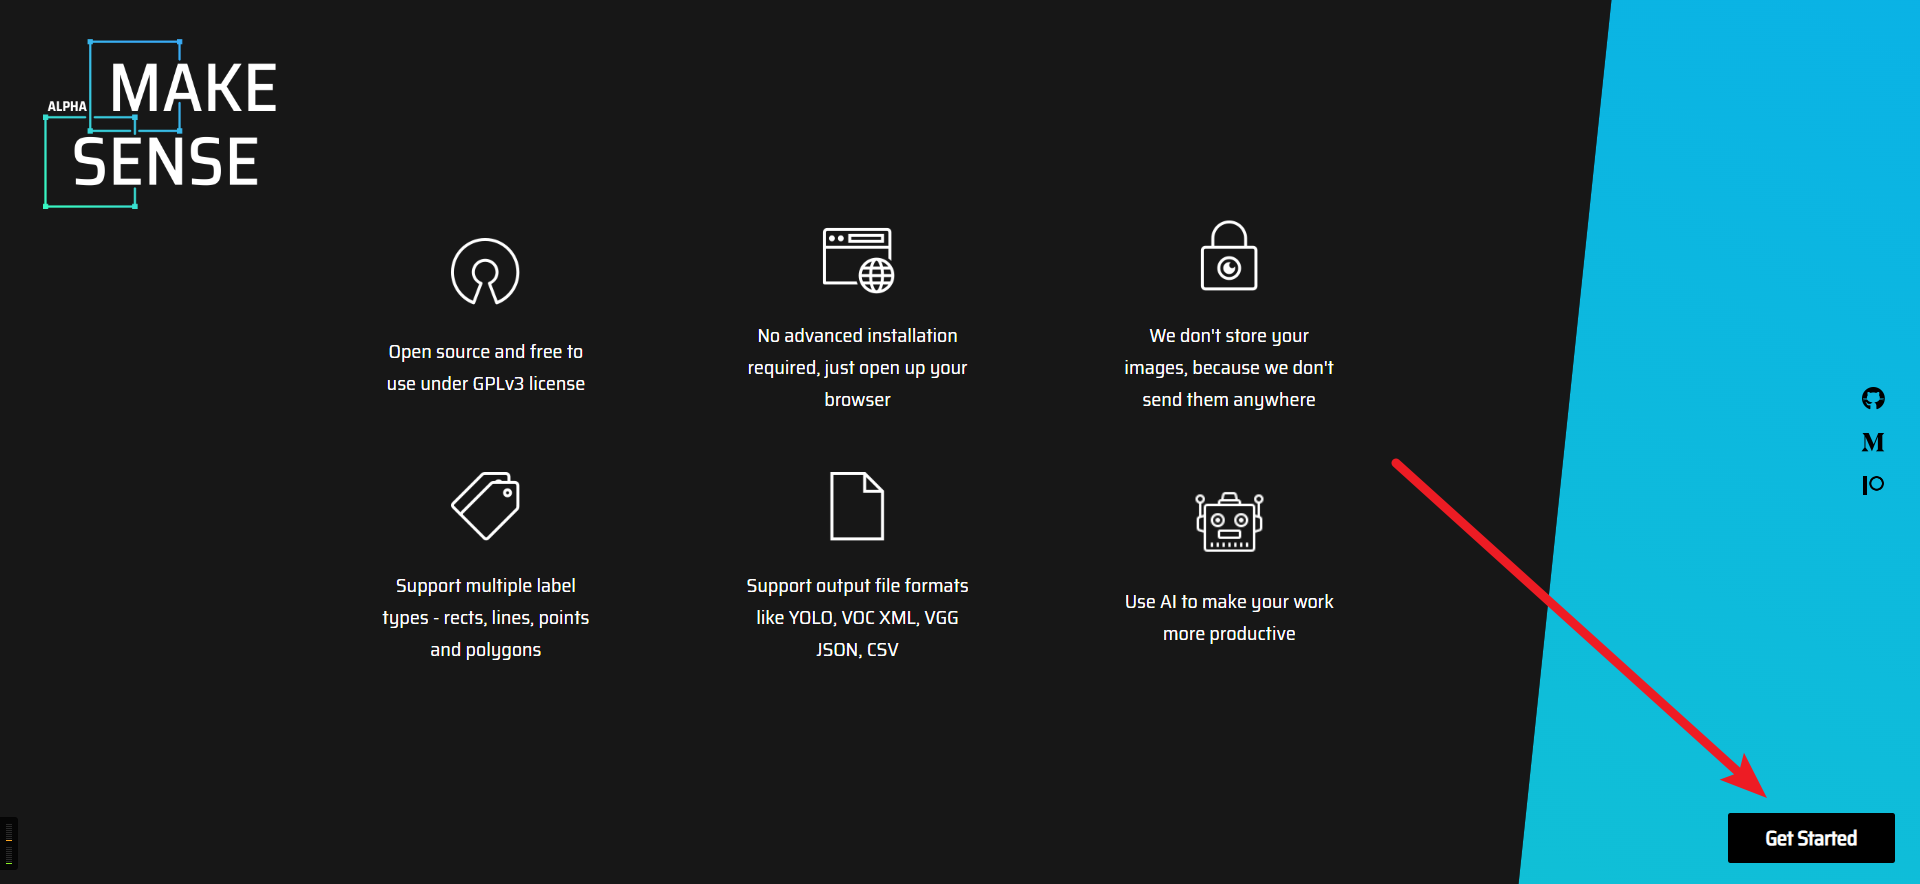 ALPHA
MAKE
SENSE
Open source and free to
use under GPLv3 license
No advanced installation
required, just open up your
browser
We don't store your
images, because we don't
send them anywhere
Support multiple label
types - rects, lines, points
and polygons
Support output file formats
like YOLO, VOC XML, VGG
JSON, CSV
Use AI to make your work
more productive
M
Get Started